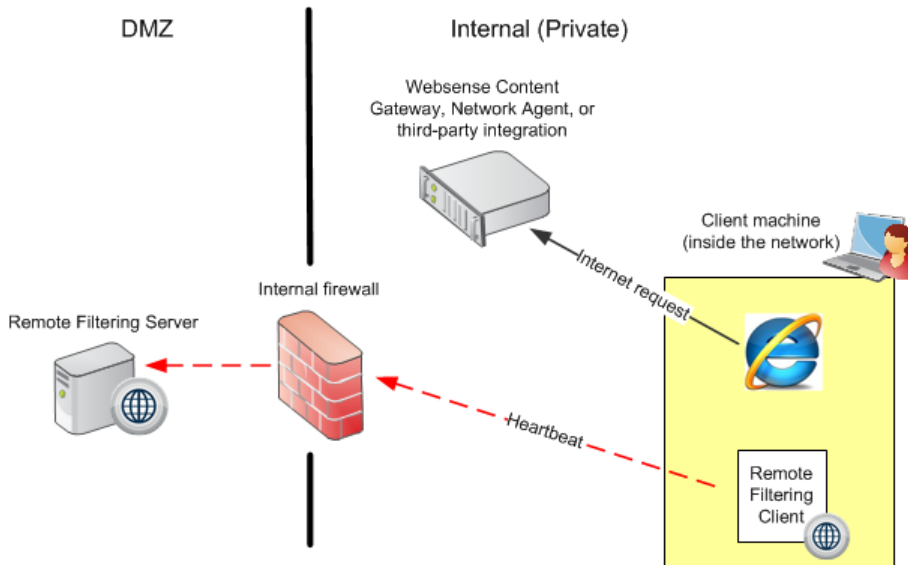 DMZ
Internal (Private)
Websense Content
Gateway, Network Agent, or
third-party integration
Client machine
(inside the network)
Internet request
Internal firewall
Remote Filtering Server
Heartbeat
Remote
Filtering
Client